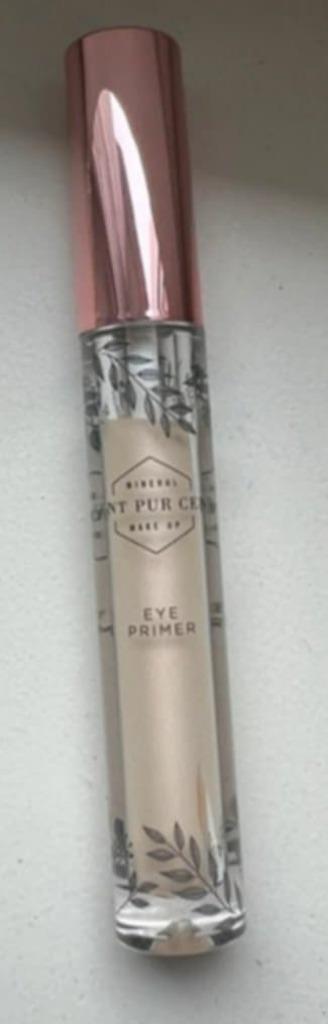 MINERAL
NT PUR CEN
MAKE UP
EYE
PRIMER